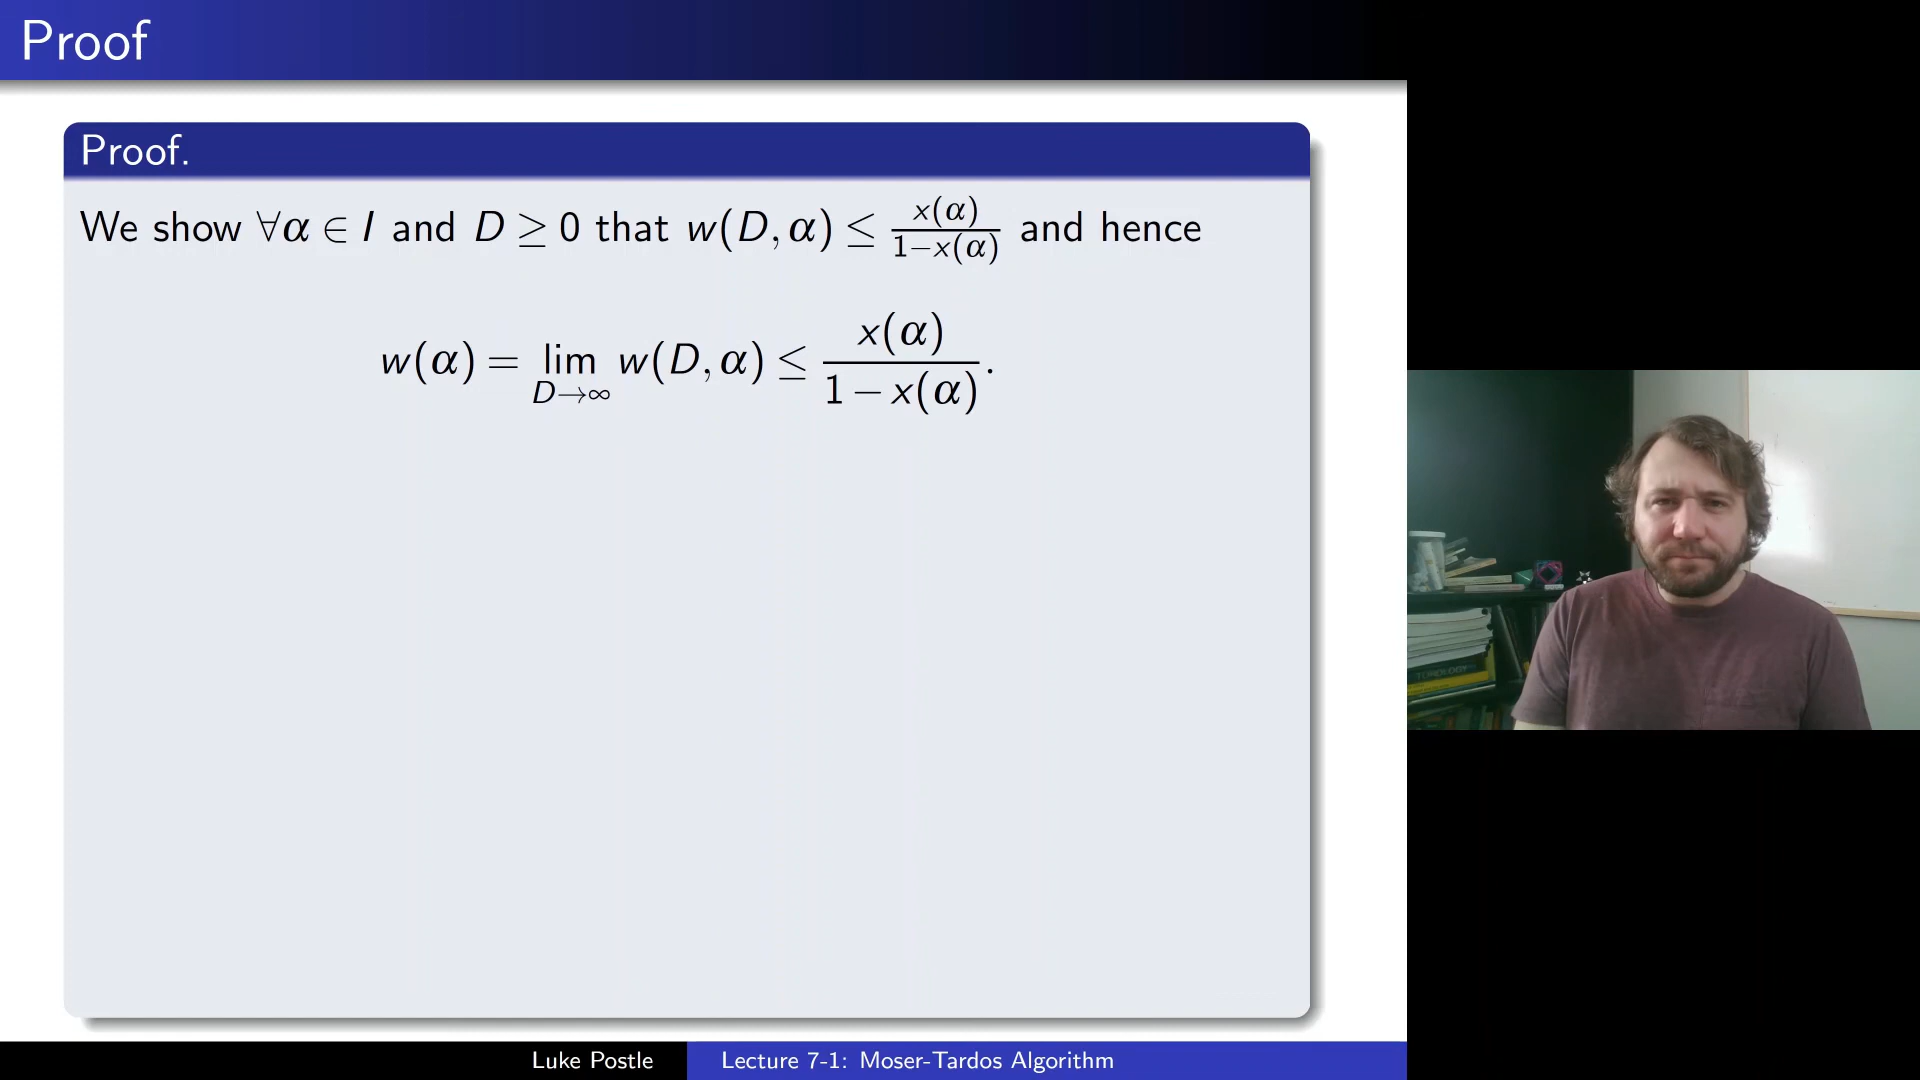 Proof
Proof.
We show ∀α ∈ I and D ≥ 0 that w(D, α) ≤ x(α)/(1−x(α)) and hence
w(α) = lim_{D→∞} w(D, α) ≤ x(α)/(1 − x(α)).
TOPOLOGY
Luke Postle
Lecture 7-1: Moser-Tardos Algorithm